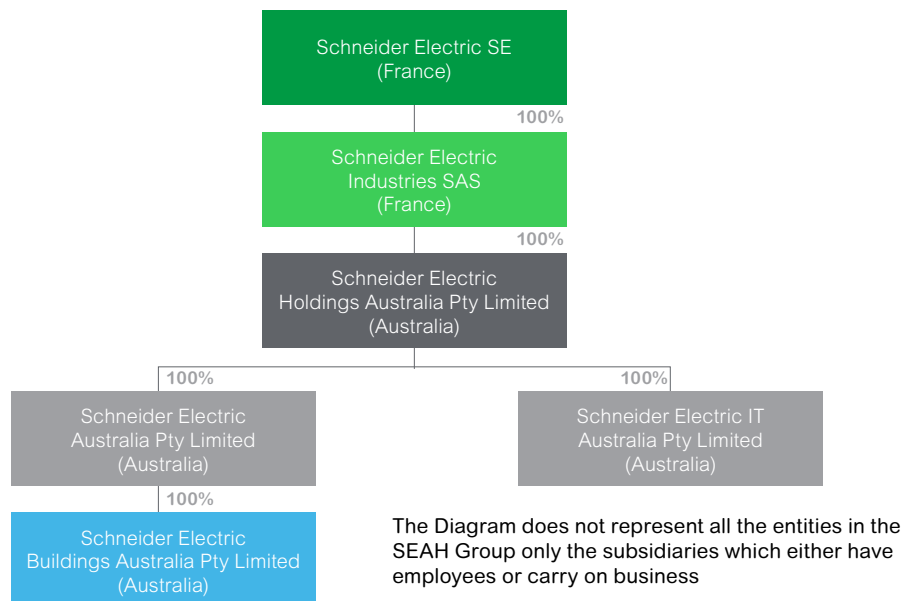 Schneider Electric SE
(France)
100%
Schneider Electric
Industries SAS
(France)
100%
Schneider Electric
Holdings Australia Pty Limited
(Australia)
100%
100%
Schneider Electric
Australia Pty Limited
(Australia)
Schneider Electric IT
Australia Pty Limited
(Australia)
100%
Schneider Electric
Buildings Australia Pty Limited
(Australia)
The Diagram does not represent all the entities in the
SEAH Group only the subsidiaries which either have
employees or carry on business